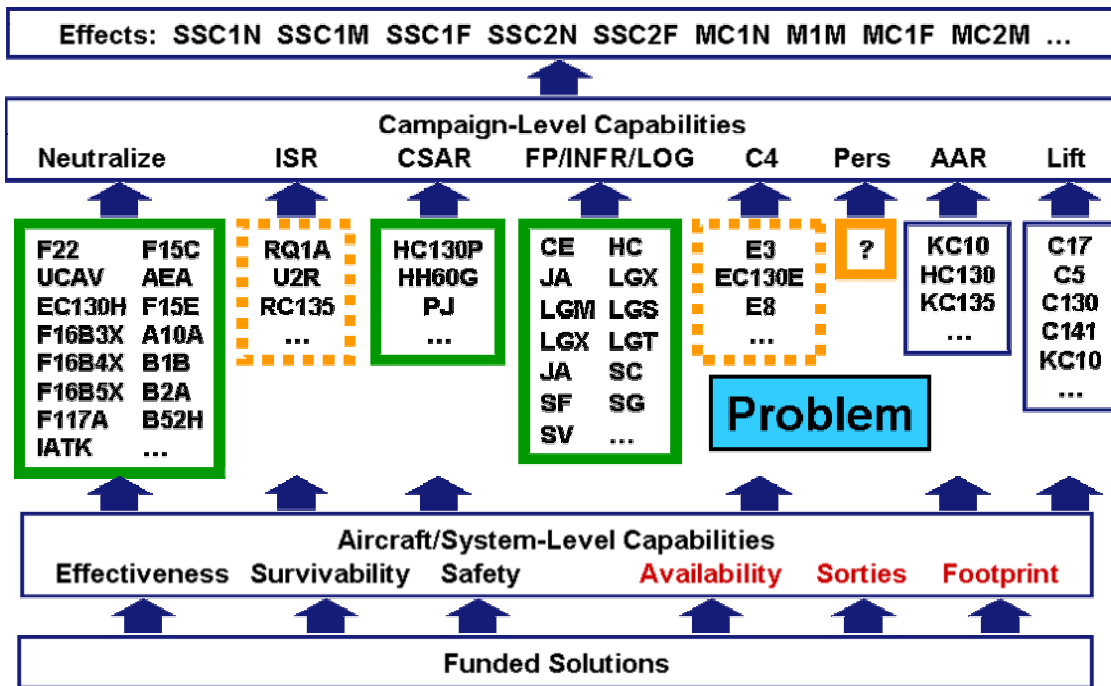 Effects: SSC1N SSC1M SSC1F SSC2N SSC2F MC1N M1M MC1F MC2M ...
Campaign-Level Capabilities
Neutralize ISR CSAR FP/INFR/LOG C4 Pers AAR Lift
F22 F15C
UCAV AEA
EC130H F15E
F16B3X A10A
F16B4X B1B
F16B5X B2A
F117A B52H
IATK ...
RQ1A
U2R
RC135
...
HC130P
HH60G
PJ
...
CE HC
JA LGX
LGM LGS
LGX LGT
JA SC
SF SG
SV ...
E3
EC130E
E8
...
?
KC10
HC130
KC135
...
C17
C5
C130
C141
KC10
...
Problem
Aircraft/System-Level Capabilities
Effectiveness Survivability Safety Availability Sorties Footprint
Funded Solutions